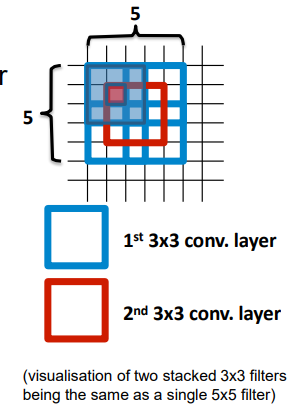 5
r
5
1st 3x3 conv. layer
2nd 3x3 conv. layer
(visualisation of two stacked 3x3 filters
being the same as a single 5x5 filter)